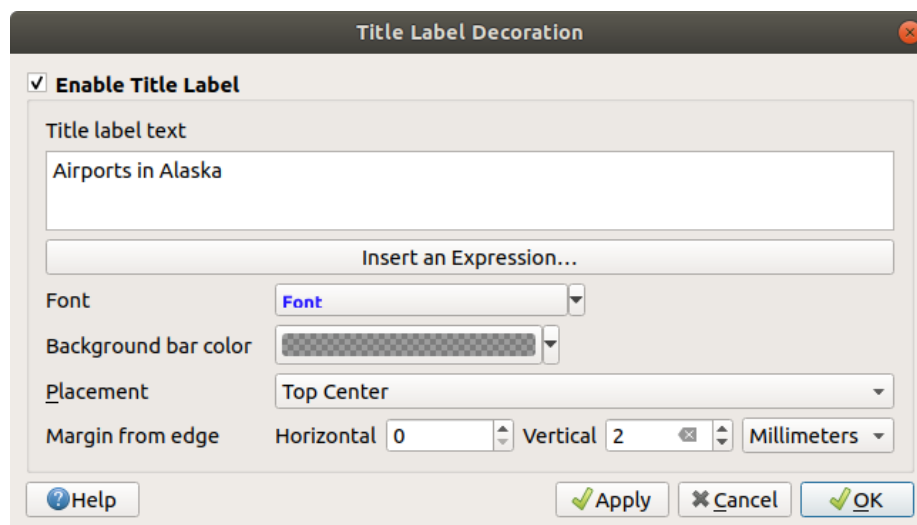 Title Label Decoration
Enable Title Label
Title label text
Airports in Alaska
Insert an Expression…
Font Font
Background bar color
Placement Top Center
Margin from edge Horizontal 0 Vertical 2 Millimeters
Help Apply Cancel OK